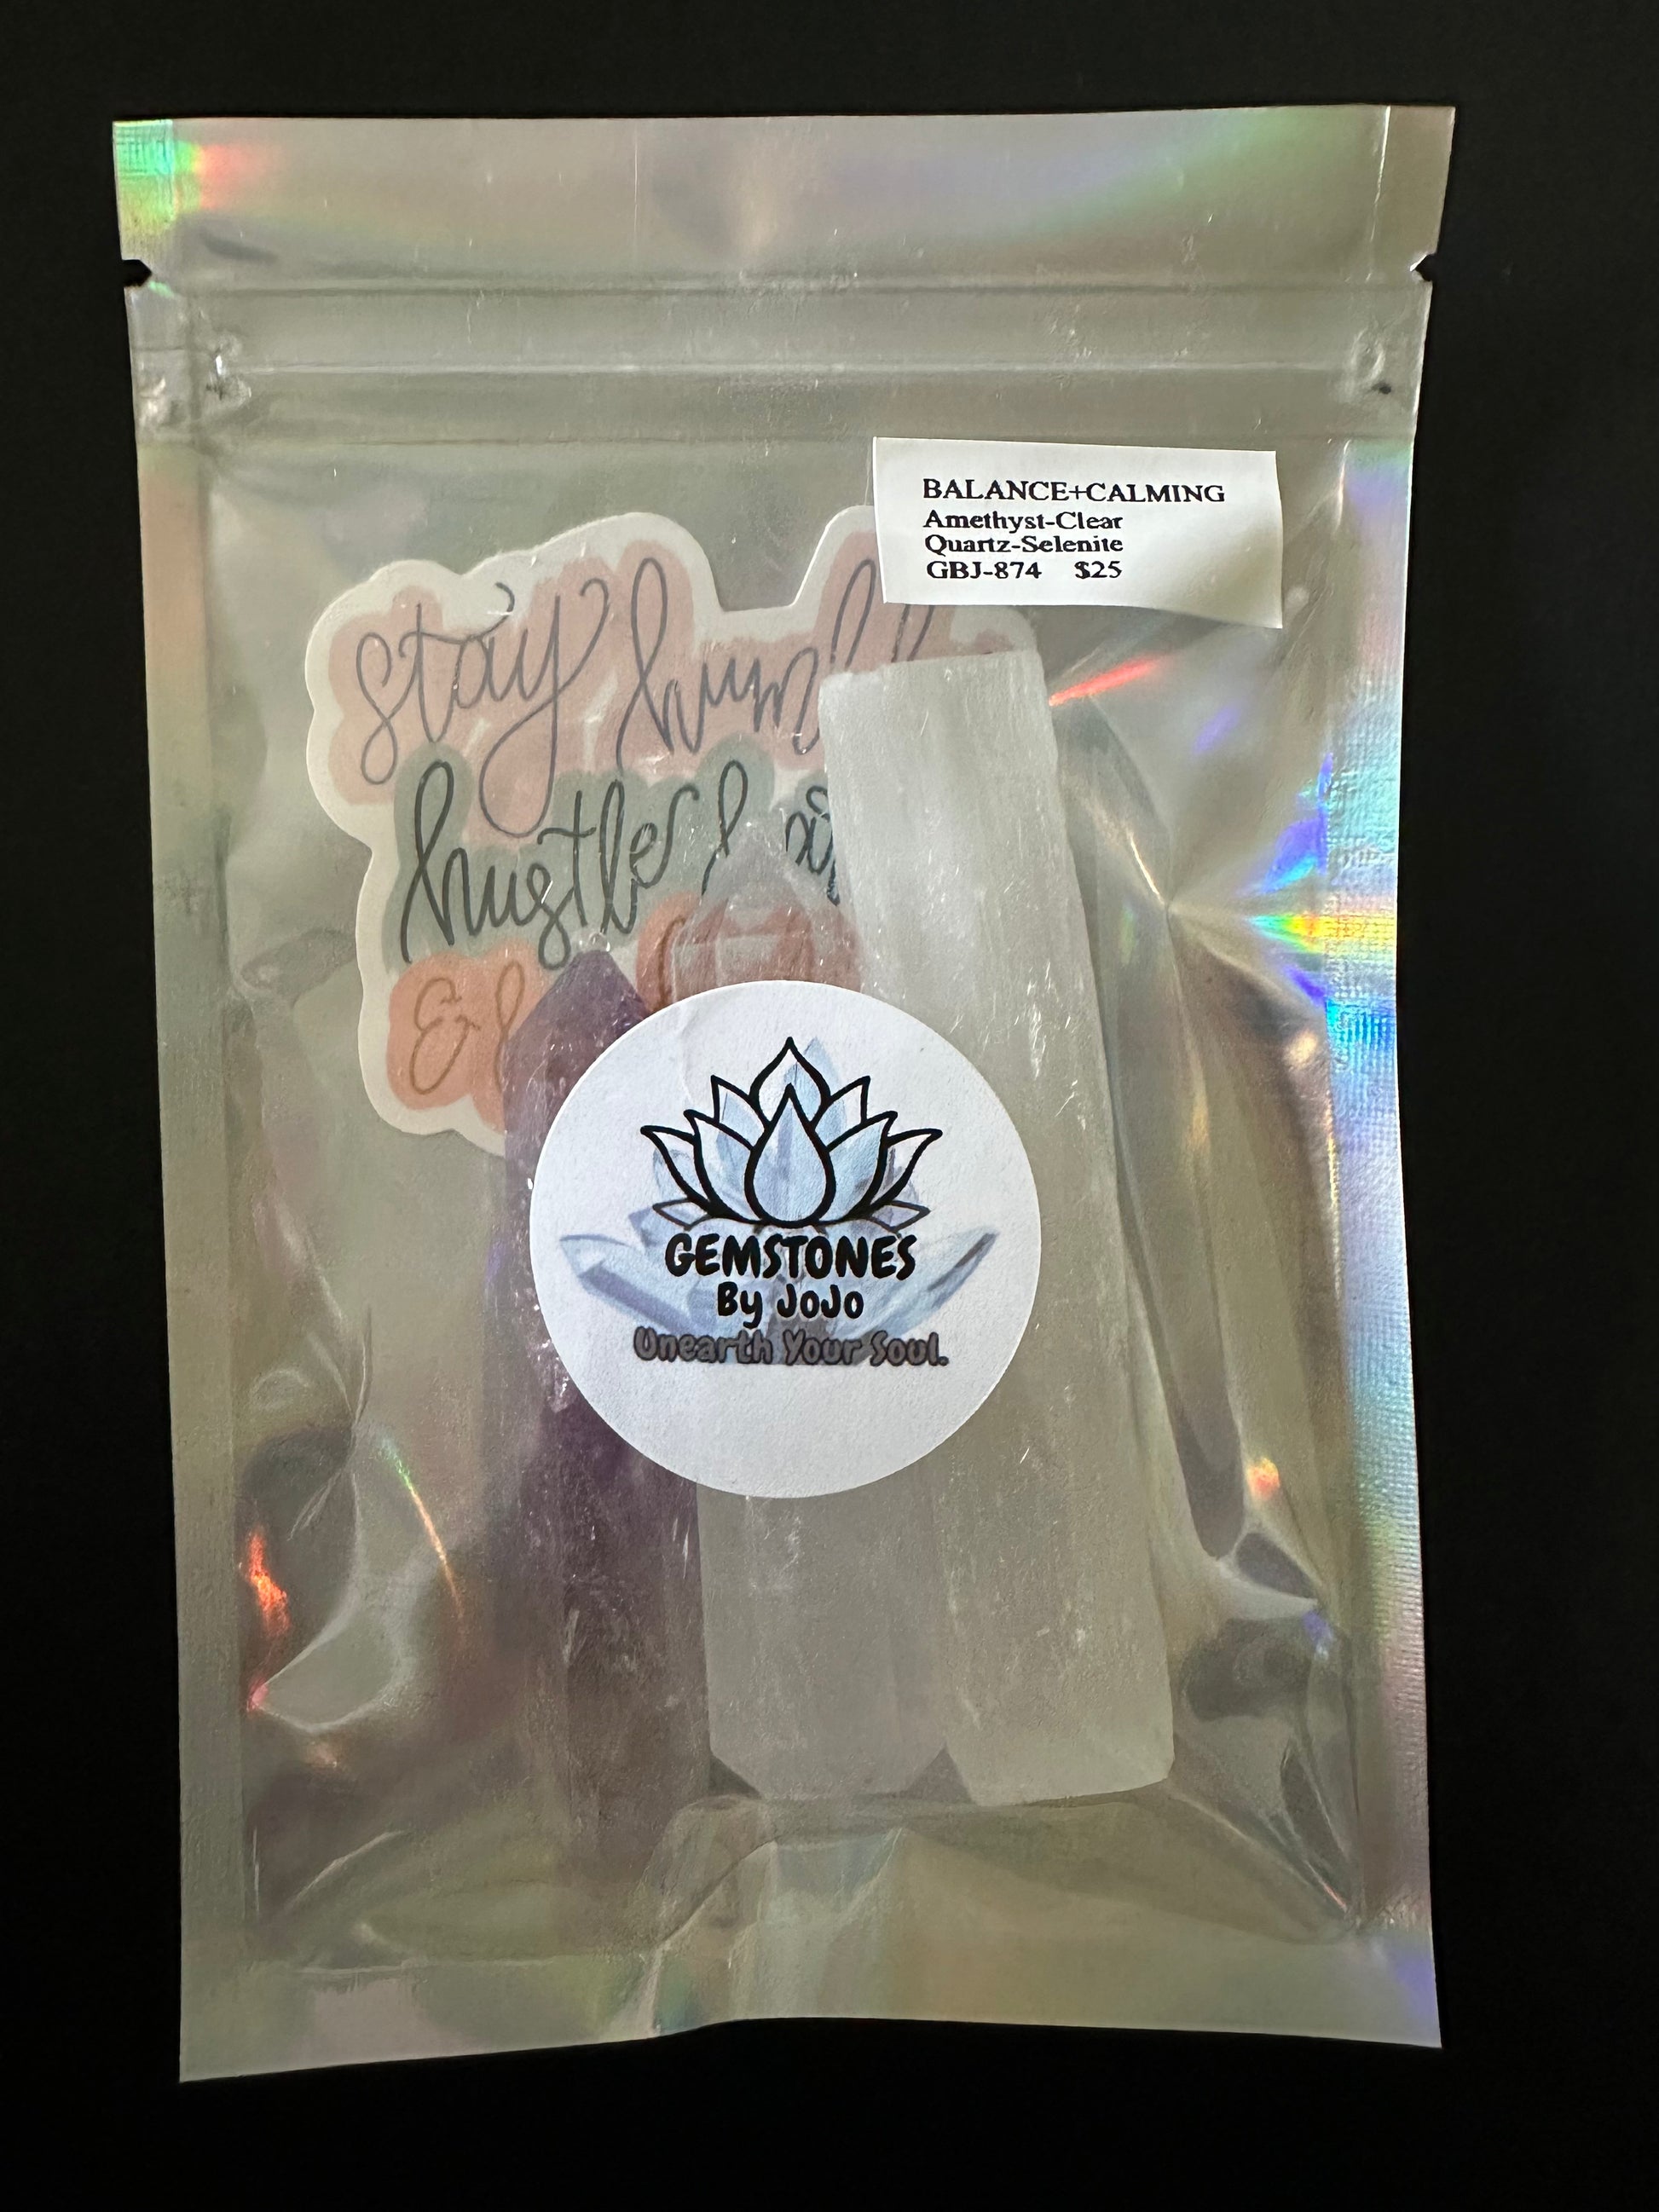 BALANCE+CALMING
Amethyst-Clear
Quartz-Selenite
GBJ-874 $25
stay
hustle
&
GEMSTONES
By JoJo
Unearth Your Soul.